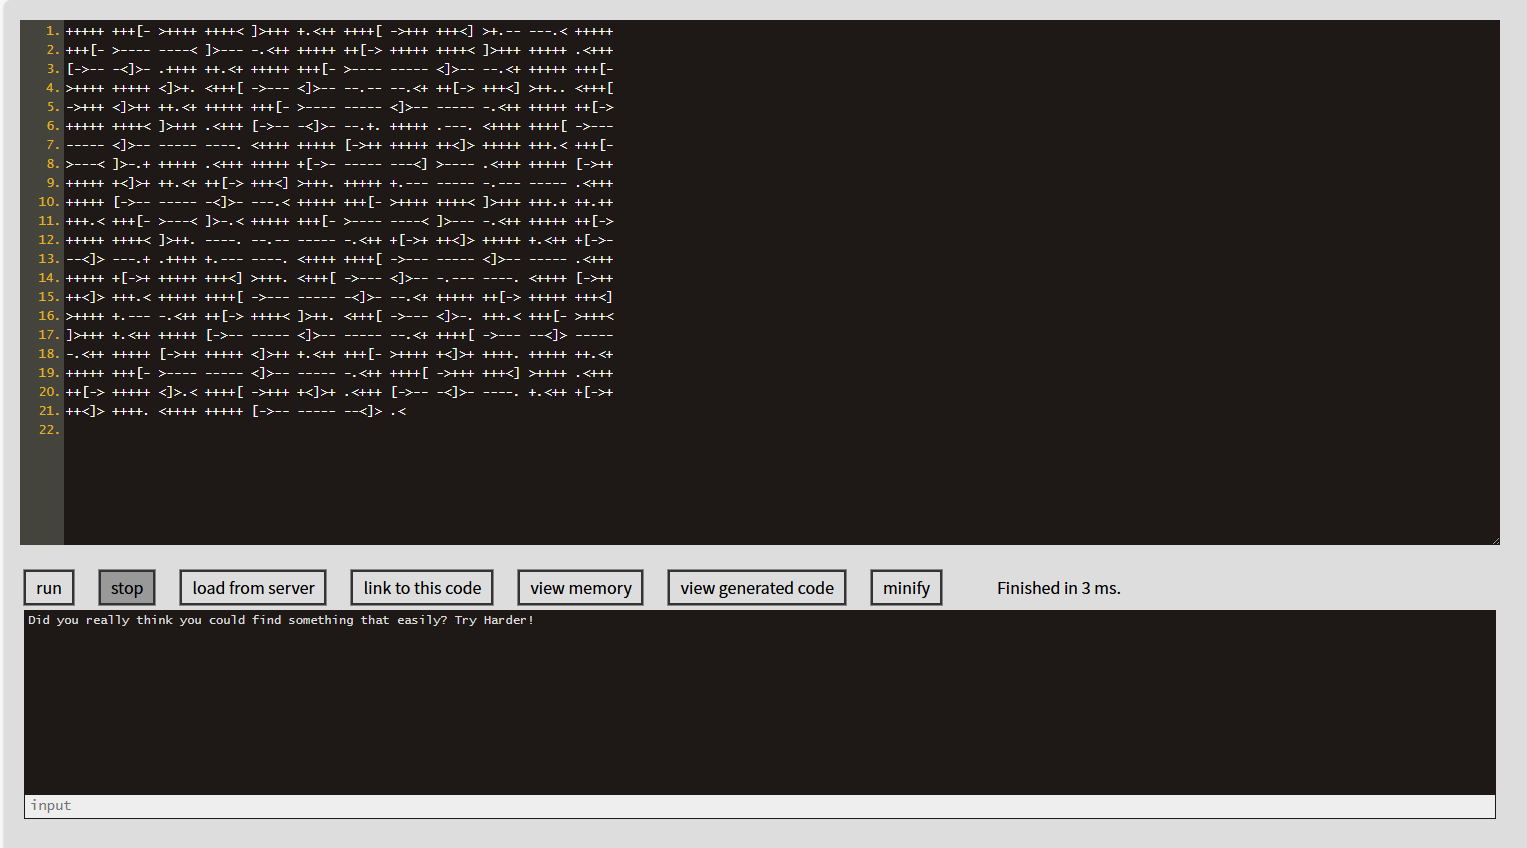 1. +++++ +++[- >++++ ++++< ]>+++ +.<++ ++++[ ->+++ +++<] >+.-- ---.< +++++
2. +++[- >---- ----< ]>--- -.<++ +++++ ++[-> +++++ ++++< ]>+++ +++++ .<+++
3. [->-- -<]>- .++++ ++.<+ +++++ +++[- >---- ----- <]>-- --.<+ +++++ +++[-
4. >++++ +++++ <]>+. <+++[ ->--- <]>-- --.-- --.<+ ++[-> +++<] >++.. <+++[
5. ->+++ <]>++ ++.<+ +++++ +++[- >---- ----- <]>-- ----- -.<++ +++++ ++[->
6. +++++ ++++< ]>+++ .<+++ [->-- -<]>- --.+. +++++ .---. <++++ ++++[ ->---
7. ----- <]>-- ----- ----. <++++ +++++ [->++ +++++ ++<]> +++++ +++.< +++[-
8. >---< ]>-.+ +++++ .<+++ +++++ +[->- ----- ---<] >---- .<+++ +++++ [->++
9. +++++ +<]>+ ++.<+ ++[-> +++<] >+++. +++++ +.--- ----- -.--- ----- .<+++
10. +++++ [->-- ----- -<]>- ---.< +++++ +++[- >++++ ++++< ]>+++ +++.+ ++.++
11. +++.< +++[- >---< ]>-.< +++++ +++[- >---- ----< ]>--- -.<++ +++++ ++[->
12. +++++ ++++< ]>++. ----. --.-- ----- -.<++ +[->+ ++<]> +++++ +.<++ +[->-
13. --<]> ---.+ .++++ +.--- ----. <++++ ++++[ ->--- ----- <]>-- ----- .<+++
14. +++++ +[->+ +++++ +++<] >+++. <+++[ ->--- <]>-- -.--- ----. <++++ [->++
15. ++<]> +++.< +++++ ++++[ ->--- ----- -<]>- --.<+ +++++ ++[-> +++++ +++<]
16. >++++ +.--- -.<++ ++[-> ++++< ]>++. <+++[ ->--- <]>-. +++.< +++[- >+++<
17. ]>+++ +.<++ +++++ [->-- ----- <]>-- ----- --.<+ ++++[ ->--- --<]> -----
18. -.<++ +++++ [->++ +++++ <]>++ +.<++ +++[- >++++ +<]>+ ++++. +++++ ++.<+
19. +++++ +++[- >---- ----- <]>-- ----- -.<++ ++++[ ->+++ +++<] >++++ .<+++
20. ++[-> +++++ <]>.< ++++[ ->+++ +<]>+ .<+++ [->-- -<]>- ----. +.<++ +[->+
21. ++<]> ++++. <++++ +++++ [->-- ----- --<]> .<
22.
run stop load from server link to this code view memory view generated code minify Finished in 3 ms.
Did you really think you could find something that easily? Try Harder!
input